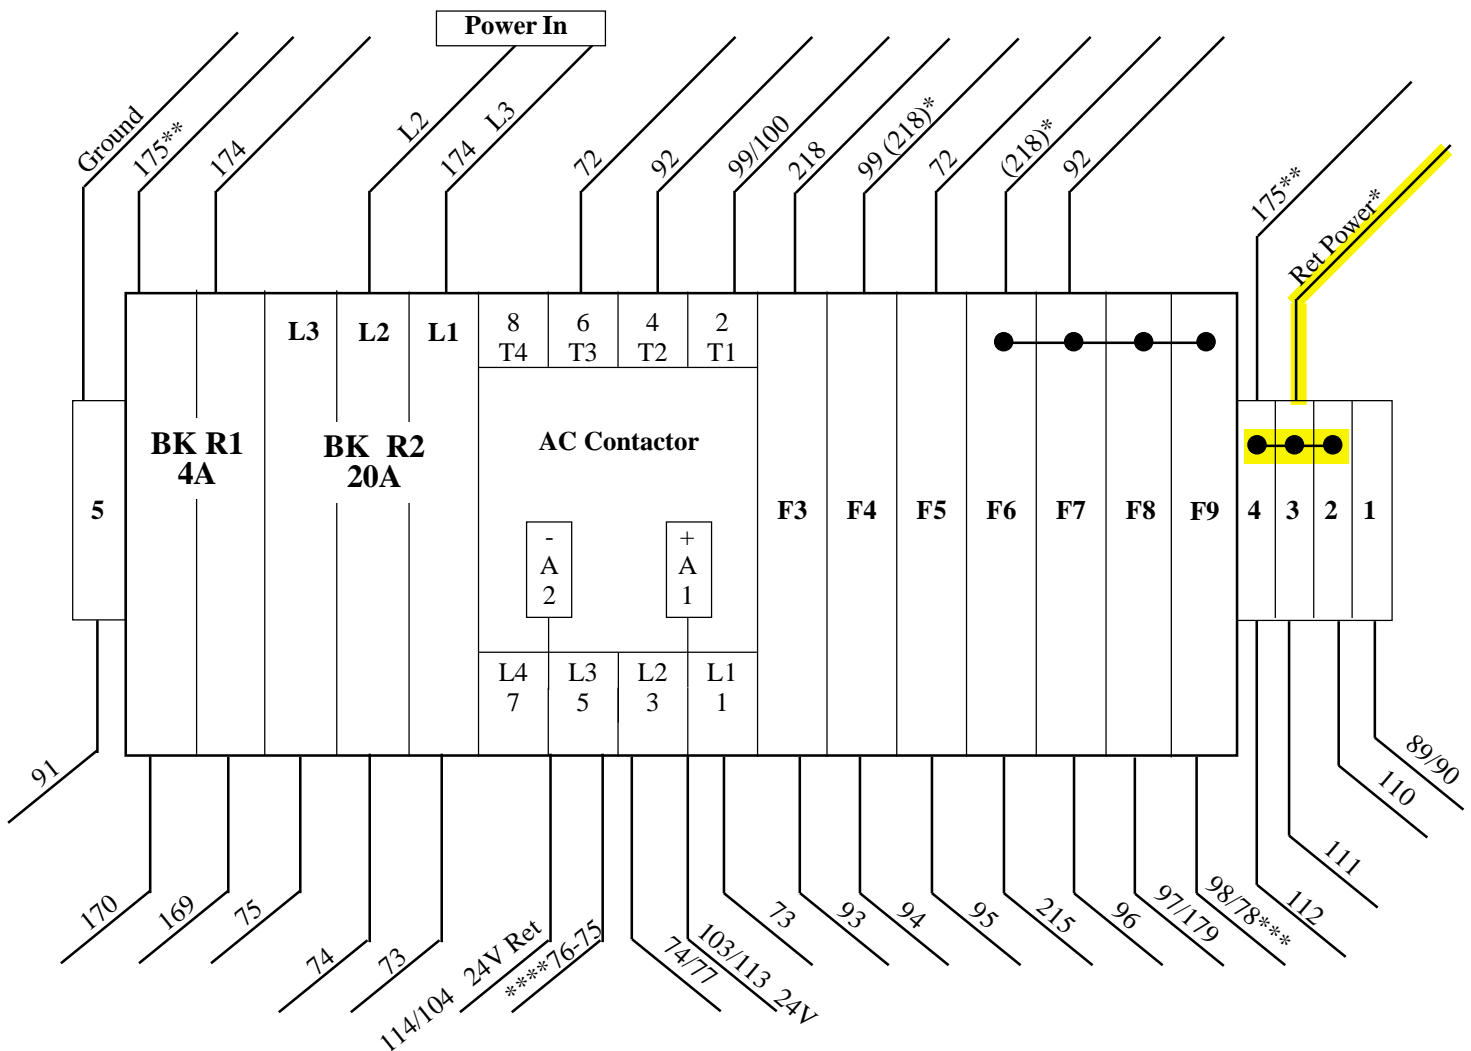 Power In
Ground
175**
174
L2
174 L3
72
92
99/100
218
99 (218)*
72
(218)*
92
175**
Ret Power*
L3
L2
L1
8
T4
6
T3
4
T2
2
T1
BK R1
4A
BK R2
20A
AC Contactor
5
F3
F4
F5
F6
F7
F8
F9
4
3
2
1
-
A
2
+
A
1
L4
7
L3
5
L2
3
L1
1
91
170
169
75
74
73
114/104 24V Ret
****76-75
74/77
103/113 24V
73
93
94
95
215
96
97/179
98/78***
112
111
110
89/90